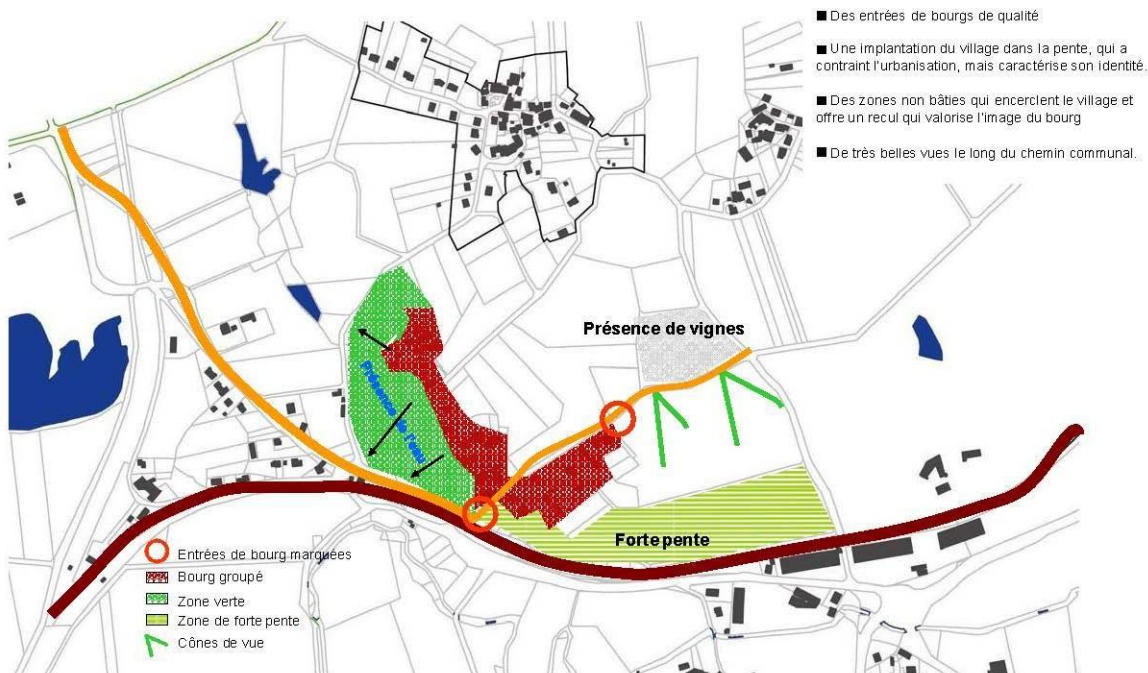 ■ Des entrées de bourgs de qualité
■ Une implantation du village dans la pente, qui a
contraint l'urbanisation, mais caractérise son identité.
■ Des zones non bâties qui encerclent le village et
offre un recul qui valorise l'image du bourg
■ De très belles vues le long du chemin communal.
Présence de vignes
Présence de l'eau
Forte pente
Entrées de bourg marquées
Bourg groupé
Zone verte
Zone de forte pente
Cônes de vue